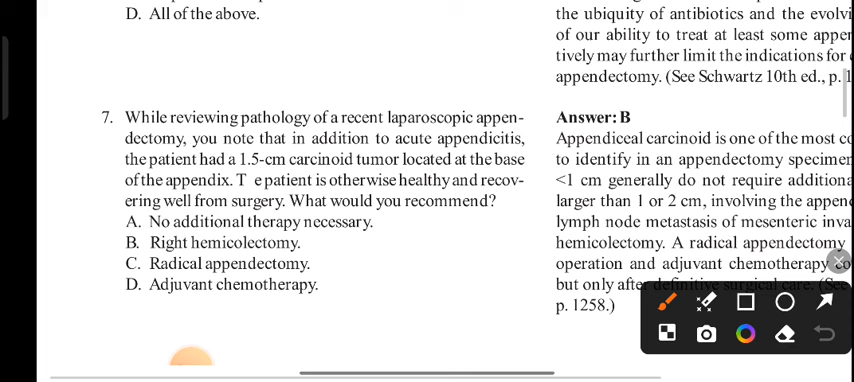 D. All of the above.
7. While reviewing pathology of a recent laparoscopic appen-
dectomy, you note that in addition to acute appendicitis,
the patient had a 1.5-cm carcinoid tumor located at the base
of the appendix. T e patient is otherwise healthy and recov-
ering well from surgery. What would you recommend?
A. No additional therapy necessary.
B. Right hemicolectomy.
C. Radical appendectomy.
D. Adjuvant chemotherapy.
the ubiquity of antibiotics and the evolvi
of our ability to treat at least some appen
tively may further limit the indications for
appendectomy. (See Schwartz 10th ed., p. 1
Answer: B
Appendiceal carcinoid is one of the most co
to identify in an appendectomy specimen
<1 cm generally do not require additiona
larger than 1 or 2 cm, involving the appen
lymph node metastasis of mesenteric inva
hemicolectomy. A radical appendectomy
operation and adjuvant chemotherapy co
but only after definitive surgical care. (See
p. 1258.)